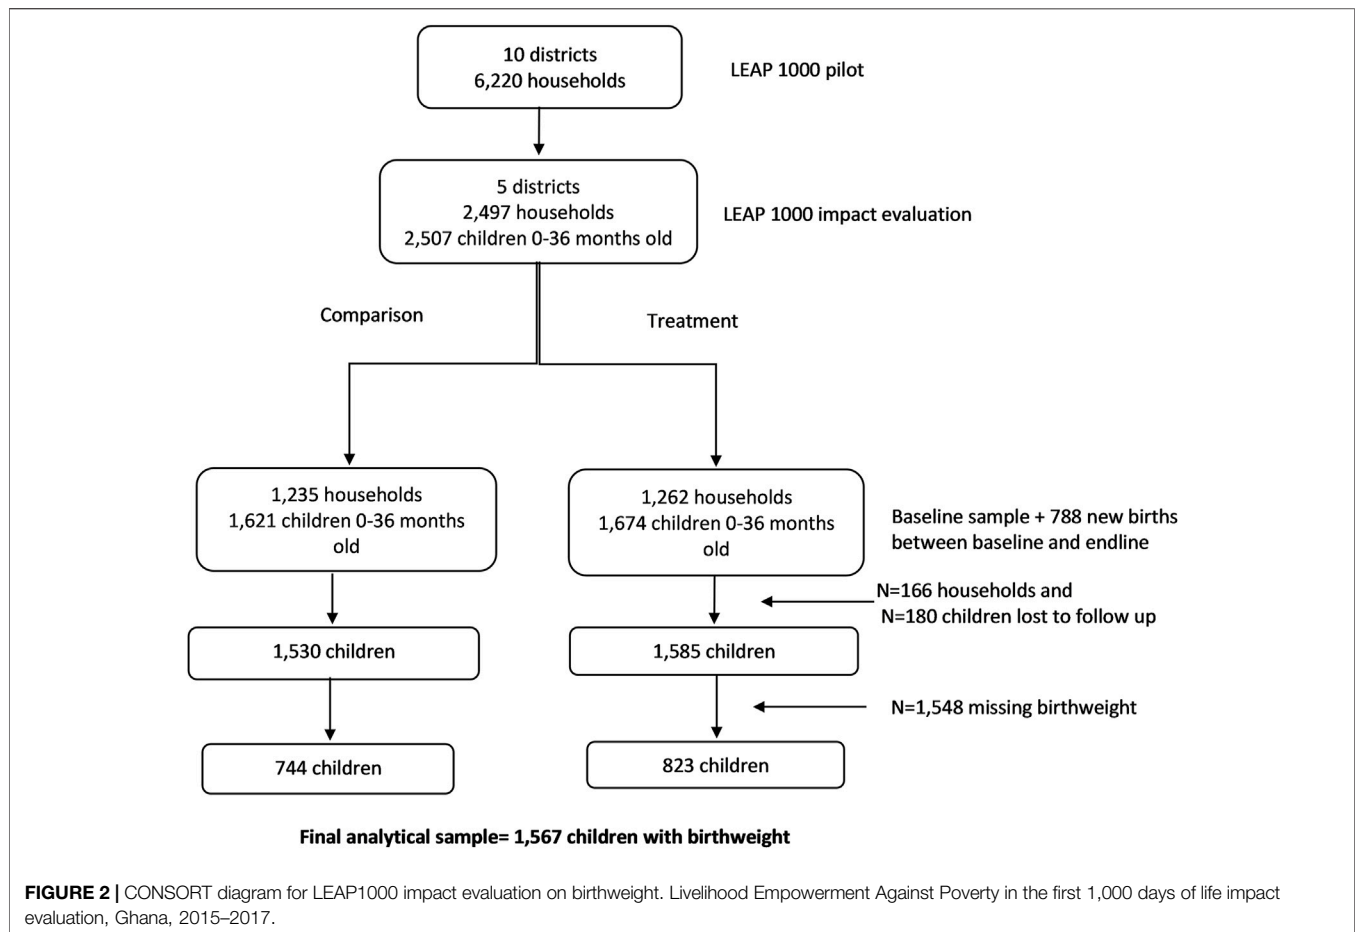 10 districts
6,220 households
LEAP 1000 pilot
5 districts
2,497 households
2,507 children 0-36 months old
LEAP 1000 impact evaluation
Comparison
Treatment
1,235 households
1,621 children 0-36 months
old
1,262 households
1,674 children 0-36 months
old
Baseline sample + 788 new births
between baseline and endline
N=166 households and
N=180 children lost to follow up
1,530 children
1,585 children
N=1,548 missing birthweight
744 children
823 children
Final analytical sample= 1,567 children with birthweight
FIGURE 2 | CONSORT diagram for LEAP1000 impact evaluation on birthweight. Livelihood Empowerment Against Poverty in the first 1,000 days of life impact
evaluation, Ghana, 2015–2017.